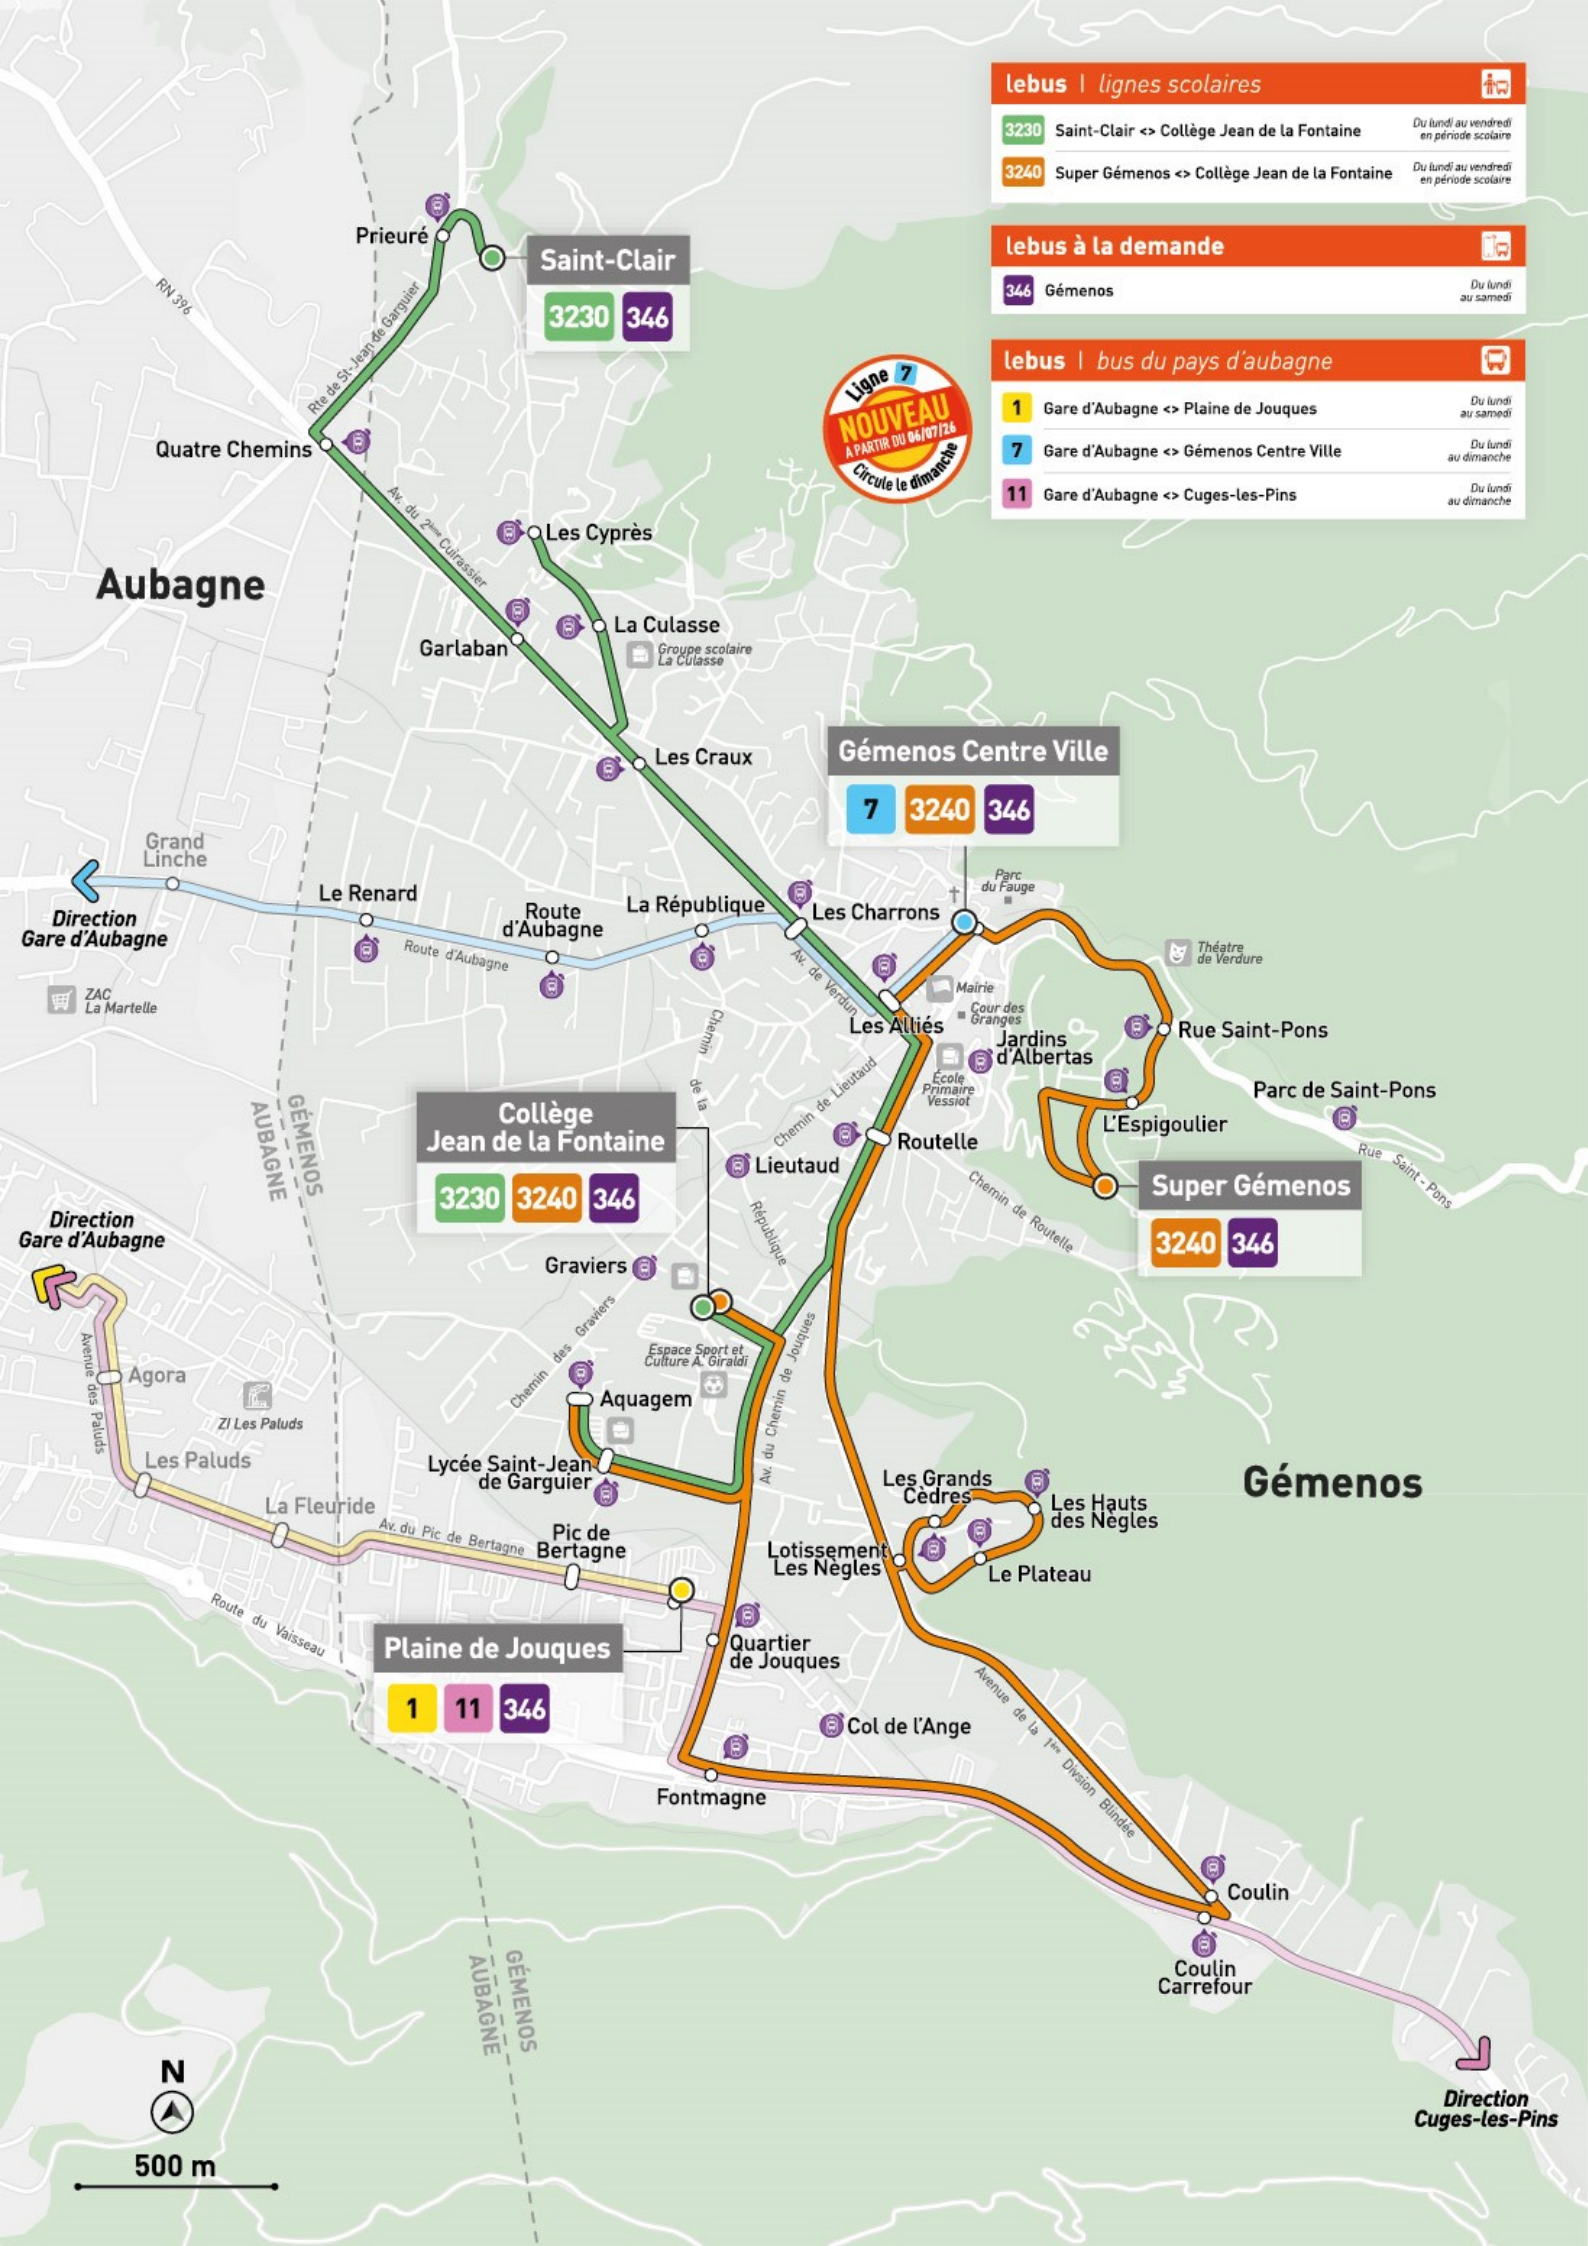 lebus | lignes scolaires
3230 Saint-Clair <> Collège Jean de la Fontaine
Du lundi au vendredi
en période scolaire
3240 Super Gémenos <> Collège Jean de la Fontaine
Du lundi au vendredi
en période scolaire
lebus à la demande
346 Gémenos
Du lundi
au samedi
lebus | bus du pays d'aubagne
1 Gare d'Aubagne <> Plaine de Jouques
Du lundi
au samedi
7 Gare d'Aubagne <> Gémenos Centre Ville
Du lundi
au dimanche
11 Gare d'Aubagne <> Cuges-les-Pins
Du lundi
au dimanche
Ligne 7
NOUVEAU
A PARTIR DU 06/07/26
Circule le dimanche
Prieuré
Saint-Clair
3230 346
RN 396
Rte de St-Jean de Garguier
Quatre Chemins
Av. du 2ème Cuirassier
Les Cyprès
Aubagne
La Culasse
Garlaban
Groupe scolaire
La Culasse
Les Craux
Gémenos Centre Ville
7 3240 346
Grand
Linche
Direction
Gare d'Aubagne
Le Renard
Route d'Aubagne
Route
d'Aubagne
La République
Les Charrons
Parc
du Fauge
Théatre
de Verdure
ZAC
La Martelle
Av. de Verdun
Mairie
Cour des
Granges
Les Alliés
Jardins
d'Albertas
Rue Saint-Pons
École
Primaire
Vessiot
Chemin de la République
Chemin de Lieutaud
Parc de Saint-Pons
L'Espigoulier
Rue Saint-Pons
GÉMENOS
AUBAGNE
Collège
Jean de la Fontaine
3230 3240 346
Routelle
Lieutaud
Chemin de Routelle
Super Gémenos
3240 346
Direction
Gare d'Aubagne
Graviers
Chemin des Graviers
Espace Sport et
Culture A. Giraldi
Av. du Chemin de Jouques
Avenue des Paluds
Agora
ZI Les Paluds
Aquagem
Les Paluds
Lycée Saint-Jean
de Garguier
La Fleuride
Av. du Pic de Bertagne
Pic de
Bertagne
Les Grands
Cèdres
Les Hauts
des Nègles
Gémenos
Lotissement
Les Nègles
Le Plateau
Route du Vaisseau
Plaine de Jouques
1 11 346
Quartier
de Jouques
Col de l'Ange
Avenue de la 1ère Divsion Blindée
Fontmagne
Coulin
Coulin
Carrefour
GÉMENOS
AUBAGNE
Direction
Cuges-les-Pins
N
500 m